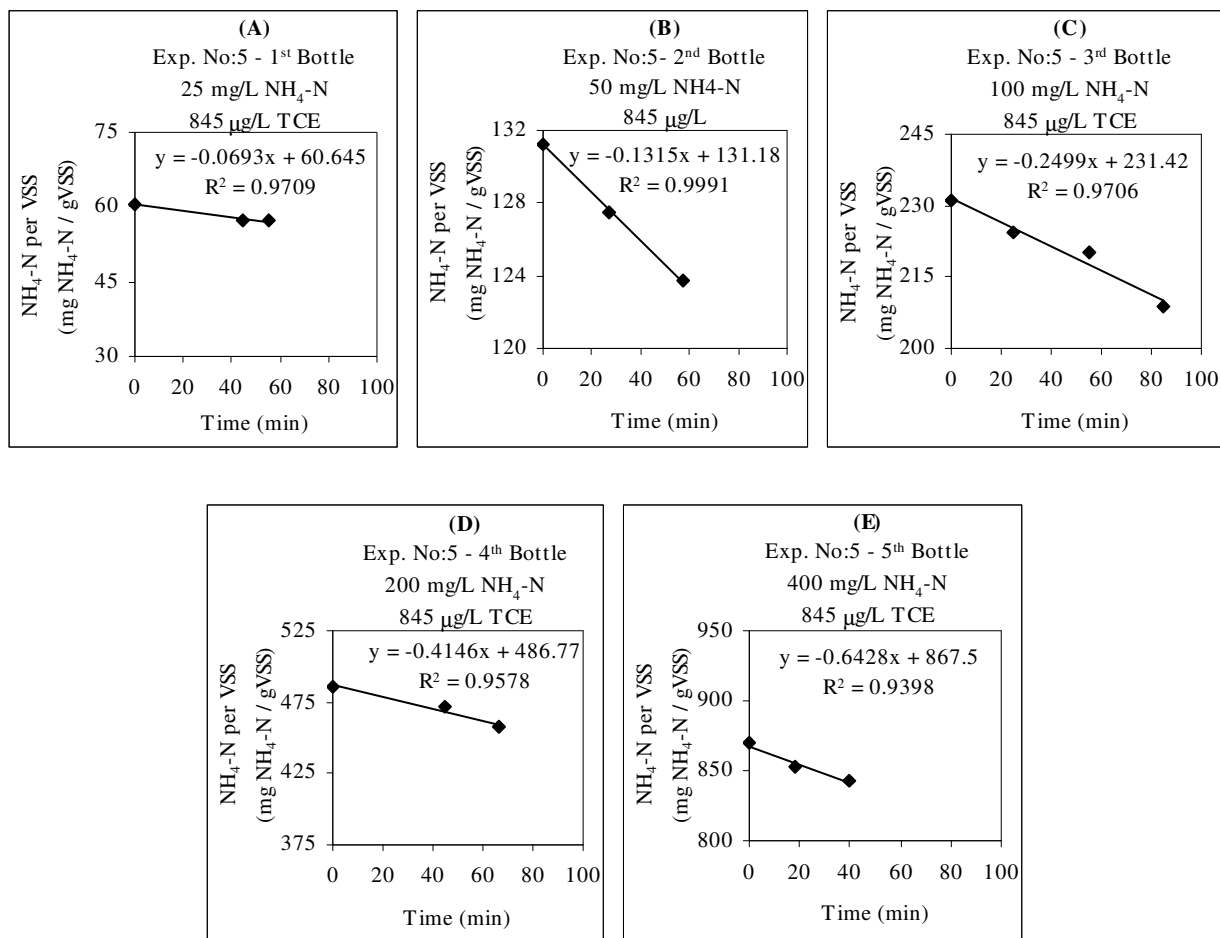 (A)
Exp. No:5 - 1st Bottle
25 mg/L NH4-N
845 µg/L TCE
y = -0.0693x + 60.645
R2 = 0.9709
NH4-N per VSS
(mg NH4-N / gVSS)
75
60
45
30
0 20 40 60 80 100
Time (min)
(B)
Exp. No:5- 2nd Bottle
50 mg/L NH4-N
845 µg/L
y = -0.1315x + 131.18
R2 = 0.9991
NH4-N per VSS
(mg NH4-N / gVSS)
132
128
124
120
0 20 40 60 80 100
Time (min)
(C)
Exp. No:5 - 3rd Bottle
100 mg/L NH4-N
845 µg/L TCE
y = -0.2499x + 231.42
R2 = 0.9706
NH4-N per VSS
(mg NH4-N / gVSS)
245
230
215
200
0 20 40 60 80 100
Time (min)
(D)
Exp. No:5 - 4th Bottle
200 mg/L NH4-N
845 µg/L TCE
y = -0.4146x + 486.77
R2 = 0.9578
NH4-N per VSS
(mg NH4-N / gVSS)
525
475
425
375
0 20 40 60 80 100
Time (min)
(E)
Exp. No:5 - 5th Bottle
400 mg/L NH4-N
845 µg/L TCE
y = -0.6428x + 867.5
R2 = 0.9398
NH4-N per VSS
(mg NH4-N / gVSS)
950
900
850
800
0 20 40 60 80 100
Time (min)